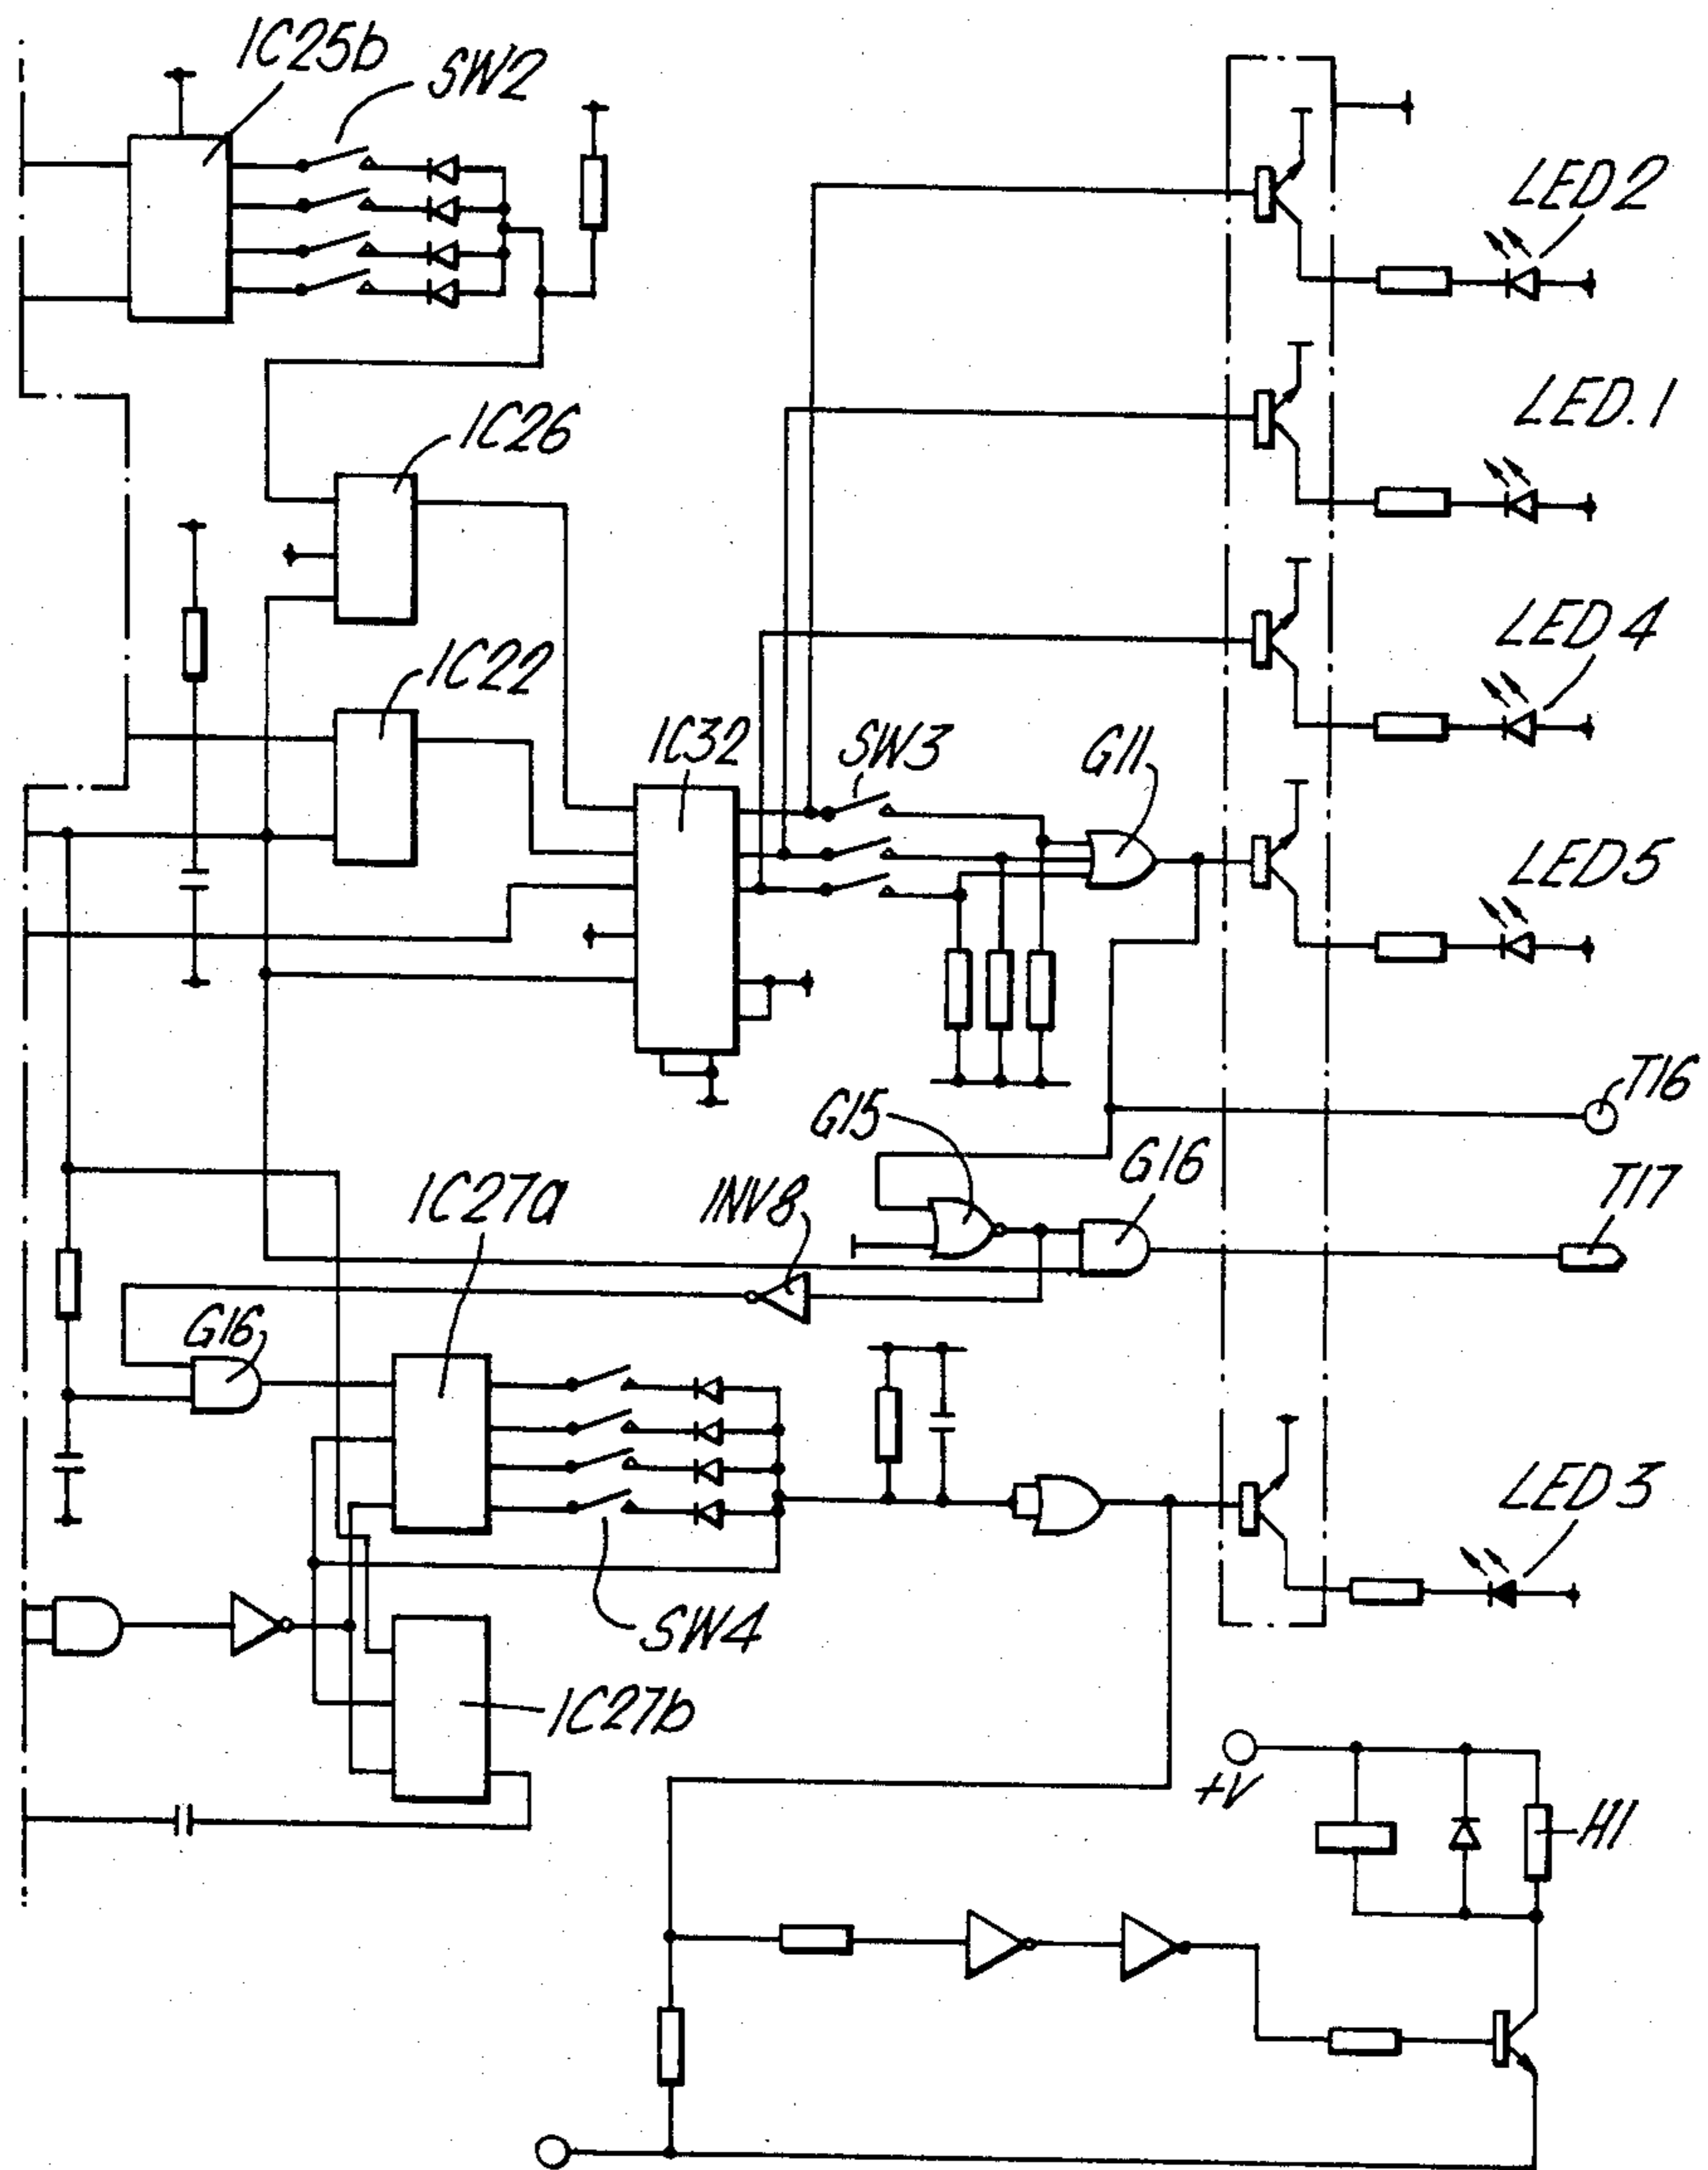 IC25b
SW2
LED2
LED.1
IC26
LED4
IC22
IC32
SW3
G11
LED5
T16
G15
G16
T17
IC27a
INV8
G16
LED3
SW4
IC27b
+V
H1